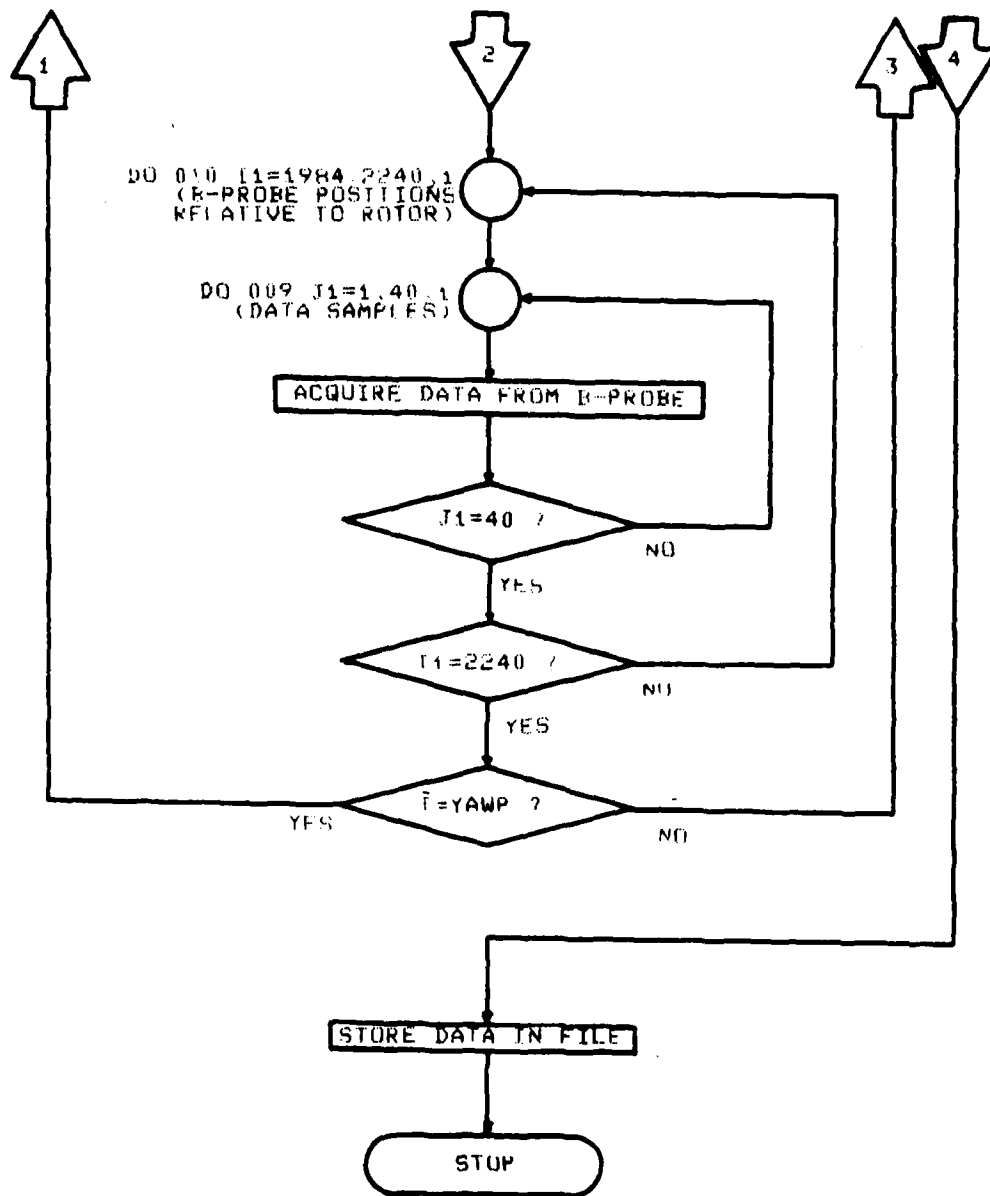 1
2
3
4
DO 010 I1=1984,2240,1
(B-PROBE POSITIONS
RELATIVE TO ROTOR)
DO 009 J1=1,40,1
(DATA SAMPLES)
ACQUIRE DATA FROM B-PROBE
J1=40 ?
NO
YES
I1=2240 ?
NO
YES
I=YAWP ?
YES
NO
STORE DATA IN FILE
STOP